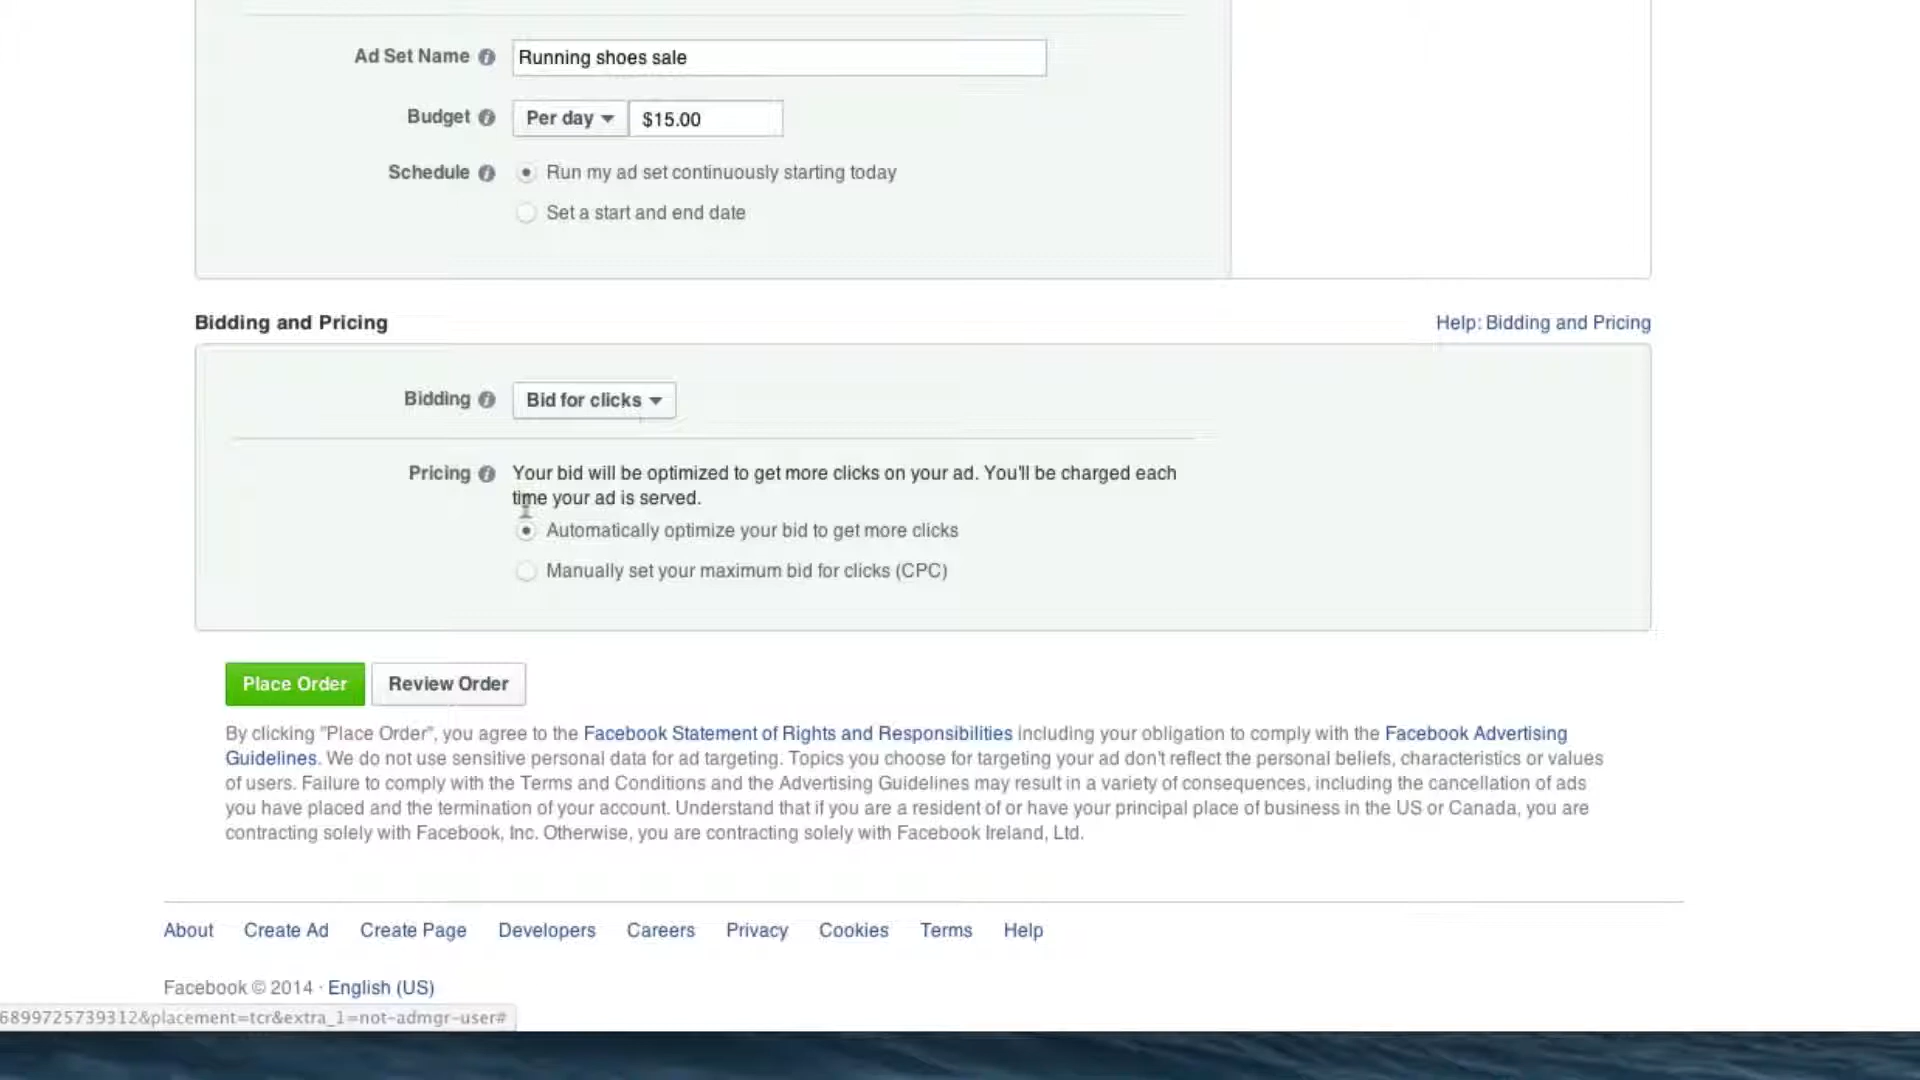 Ad Set Name Running shoes sale
Budget Per day $15.00
Schedule Run my ad set continuously starting today
Set a start and end date
Bidding and Pricing Help: Bidding and Pricing
Bidding Bid for clicks
Pricing Your bid will be optimized to get more clicks on your ad. You'll be charged each
time your ad is served.
Automatically optimize your bid to get more clicks
Manually set your maximum bid for clicks (CPC)
Place Order Review Order
By clicking "Place Order", you agree to the Facebook Statement of Rights and Responsibilities including your obligation to comply with the Facebook Advertising
Guidelines. We do not use sensitive personal data for ad targeting. Topics you choose for targeting your ad don't reflect the personal beliefs, characteristics or values
of users. Failure to comply with the Terms and Conditions and the Advertising Guidelines may result in a variety of consequences, including the cancellation of ads
you have placed and the termination of your account. Understand that if you are a resident of or have your principal place of business in the US or Canada, you are
contracting solely with Facebook, Inc. Otherwise, you are contracting solely with Facebook Ireland, Ltd.
About Create Ad Create Page Developers Careers Privacy Cookies Terms Help
Facebook © 2014 · English (US)
6899725739312&placement=tcr&extra_1=not-admgr-user#